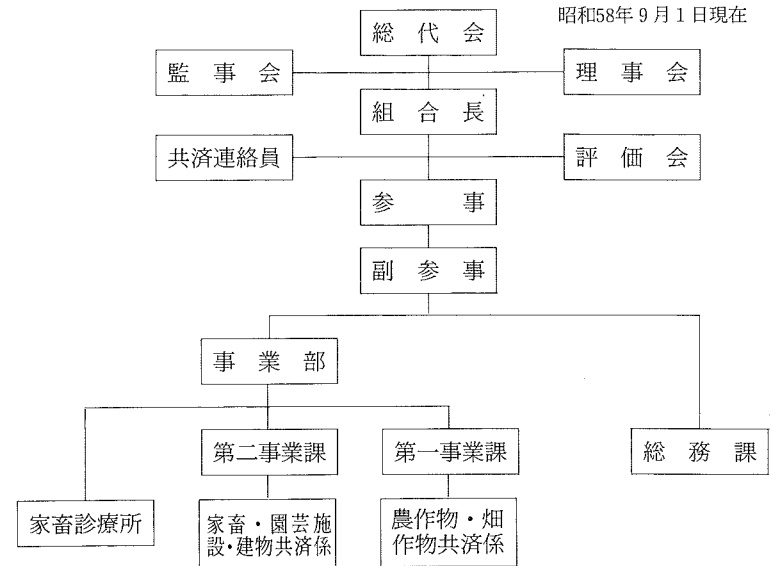 昭和58年9月1日現在
総代会
監事会
理事会
組合長
共済連絡員
評価会
参事
副参事
事業部
第二事業課
第一事業課
総務課
家畜診療所
家畜・園芸施
設・建物共済係
農作物・畑
作物共済係